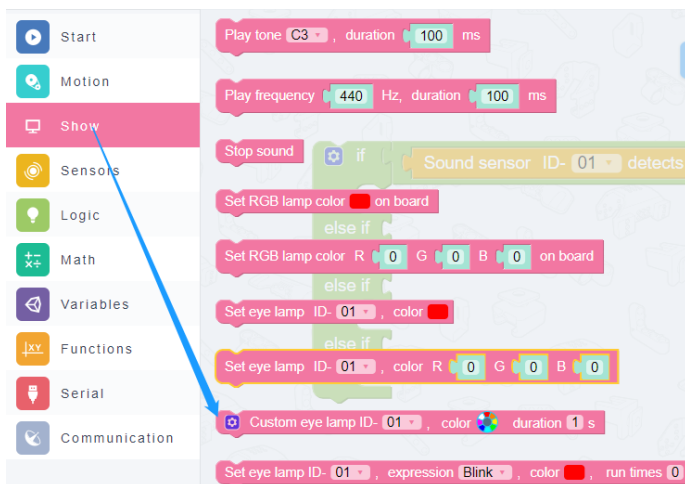 Start
Motion
Show
Sensors
Logic
Math
Variables
Functions
Serial
Communication
Play tone C3 , duration 100 ms
Play frequency 440 Hz, duration 100 ms
Stop sound
if Sound sensor ID- 01 detects
Set RGB lamp color on board
else if
Set RGB lamp color R 0 G 0 B 0 on board
else if
Set eye lamp ID- 01 , color
else if
Set eye lamp ID- 01 , color R 0 G 0 B 0
Custom eye lamp ID- 01 , color duration 1 s
Set eye lamp ID- 01 , expression Blink , color , run times 0